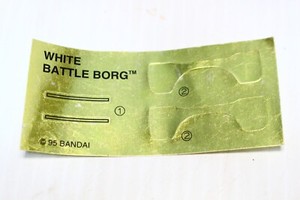 WHITE
BATTLE BORG™
①
②
②
© 95 BANDAI